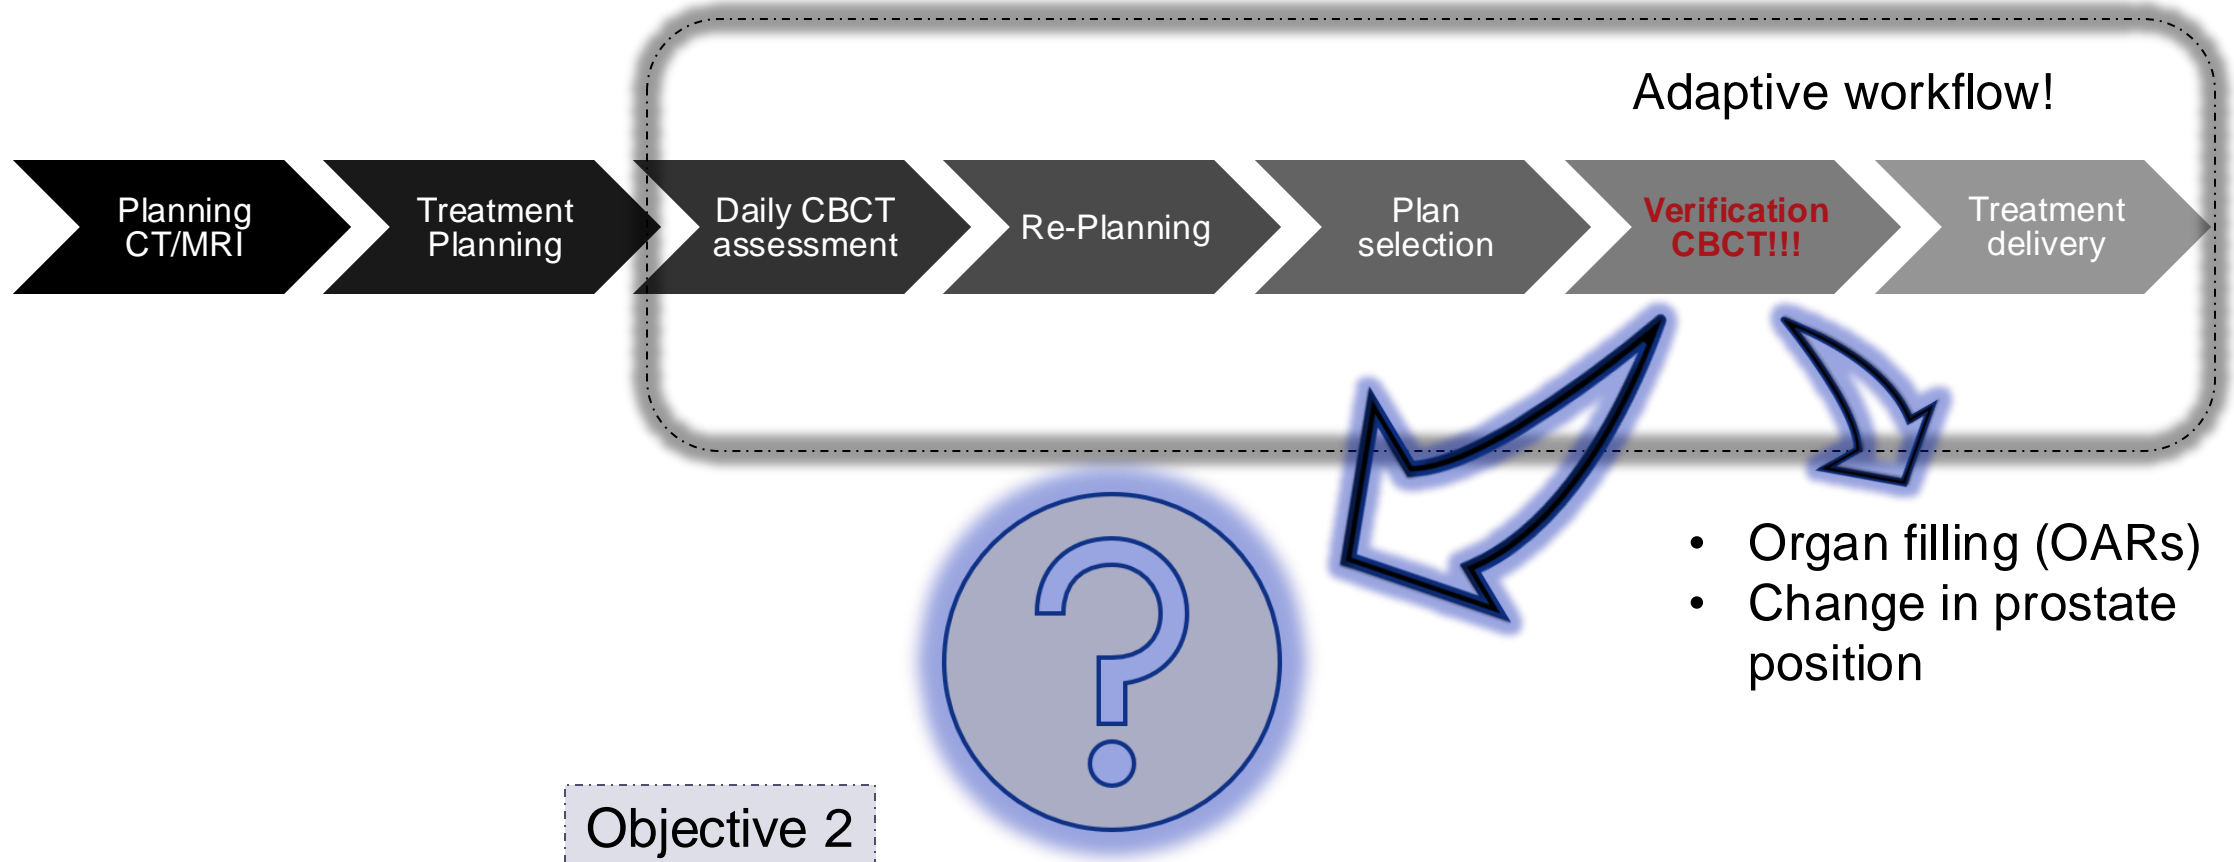 Adaptive workflow!
Planning
CT/MRI
Treatment
Planning
Daily CBCT
assessment
Re-Planning
Plan
selection
Verification
CBCT!!!
Treatment
delivery
?
• Organ filling (OARs)
• Change in prostate
position
Objective 2